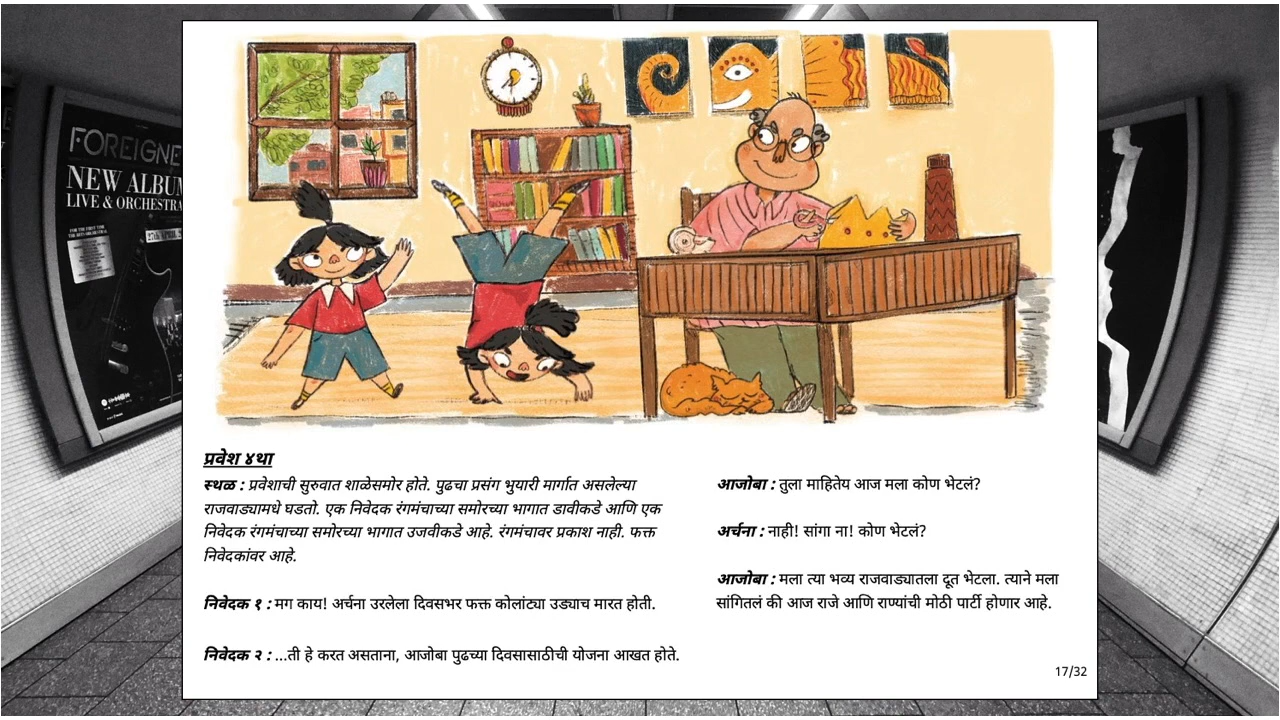 FOREIGNE
NEW ALBUM
LIVE & ORCHESTRA
प्रवेश ४था
स्थळ : प्रवेशाची सुरुवात शाळेसमोर होते. पुढचा प्रसंग भुयारी मार्गात असलेल्या
राजवाड्यामधे घडतो. एक निवेदक रंगमंचाच्या समोरच्या भागात डावीकडे आणि एक
निवेदक रंगमंचाच्या समोरच्या भागात उजवीकडे आहे. रंगमंचावर प्रकाश नाही. फक्त
निवेदकांवर आहे.
निवेदक १ : मग काय! अर्चना उरलेला दिवसभर फक्त कोलांट्या उड्याच मारत होती.
निवेदक २ : ...ती हे करत असताना, आजोबा पुढच्या दिवसासाठीची योजना आखत होते.
आजोबा : तुला माहितेय आज मला कोण भेटलं?
अर्चना : नाही! सांगा ना! कोण भेटलं?
आजोबा : मला त्या भव्य राजवाड्यातला दूत भेटला. त्याने मला
सांगितलं की आज राजे आणि राण्यांची मोठी पार्टी होणार आहे.
17/32